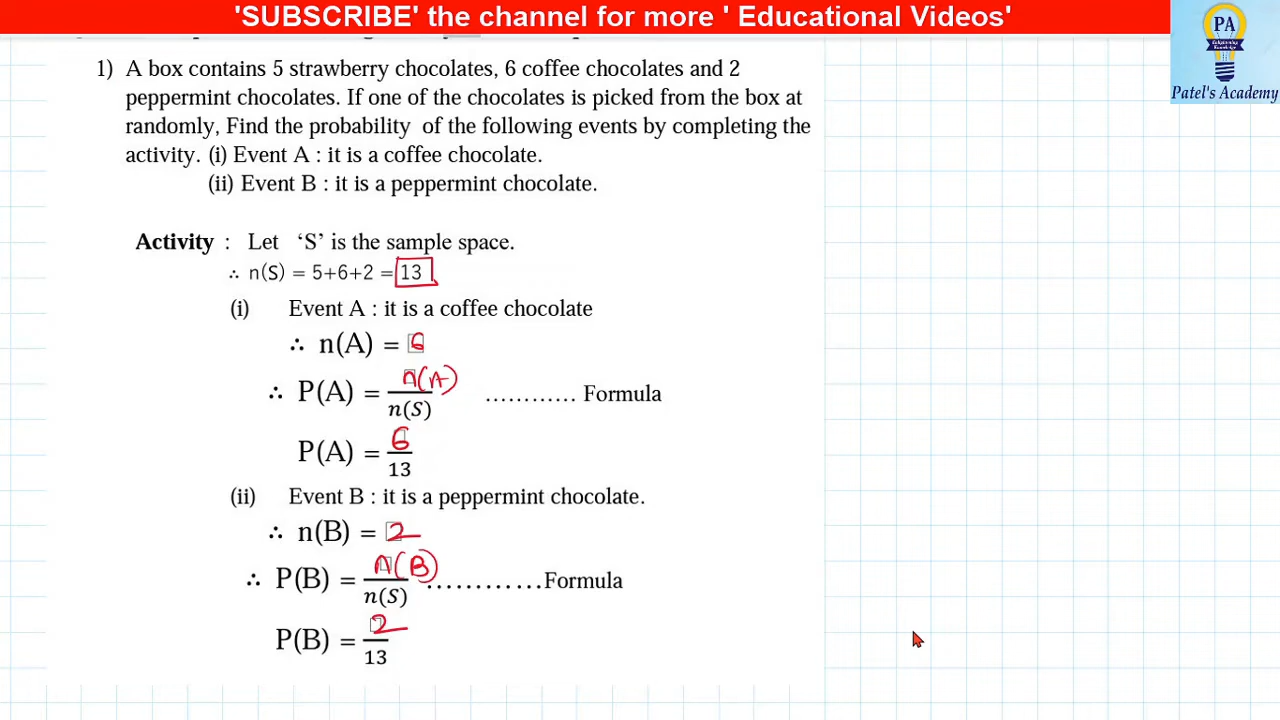 'SUBSCRIBE' the channel for more ' Educational Videos'
PA
Patel's Academy
1) A box contains 5 strawberry chocolates, 6 coffee chocolates and 2
peppermint chocolates. If one of the chocolates is picked from the box at
randomly, Find the probability of the following events by completing the
activity. (i) Event A : it is a coffee chocolate.
(ii) Event B : it is a peppermint chocolate.
Activity : Let ‘S’ is the sample space.
∴ n(S) = 5+6+2 = 13
(i) Event A : it is a coffee chocolate
∴ n(A) = 6
∴ P(A) = n(A)/n(S) ………… Formula
P(A) = 6/13
(ii) Event B : it is a peppermint chocolate.
∴ n(B) = 2
∴ P(B) = n(B)/n(S) …………Formula
P(B) = 2/13